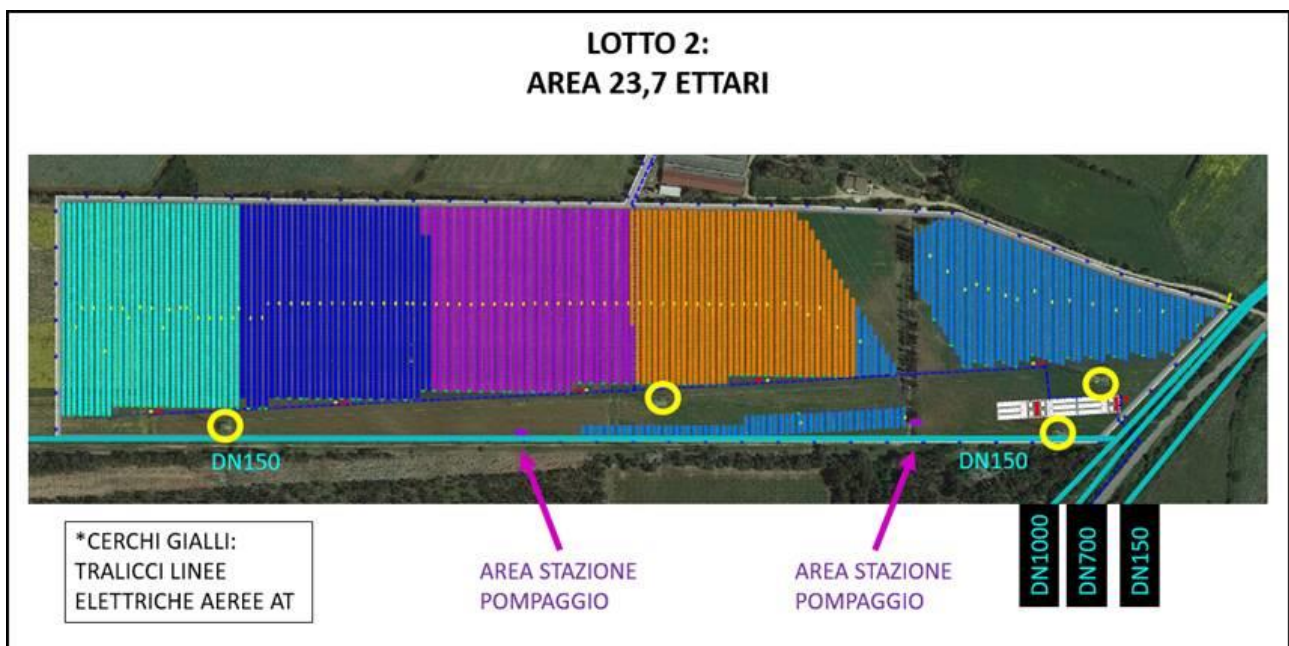 LOTTO 2:
AREA 23,7 ETTARI
DN150
DN150
*CERCHI GIALLI:
TRALICCI LINEE
ELETTRICHE AEREE AT
AREA STAZIONE
POMPAGGIO
AREA STAZIONE
POMPAGGIO
DN1000
DN700
DN150